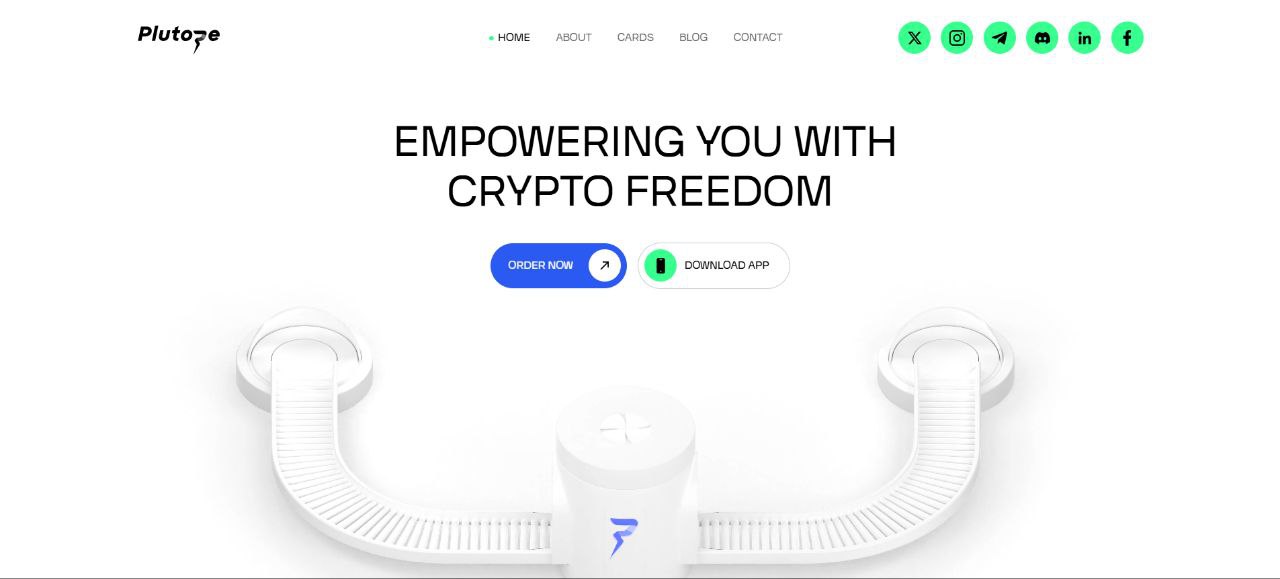 Plutope
HOME
ABOUT
CARDS
BLOG
CONTACT
EMPOWERING YOU WITH
CRYPTO FREEDOM
ORDER NOW
DOWNLOAD APP